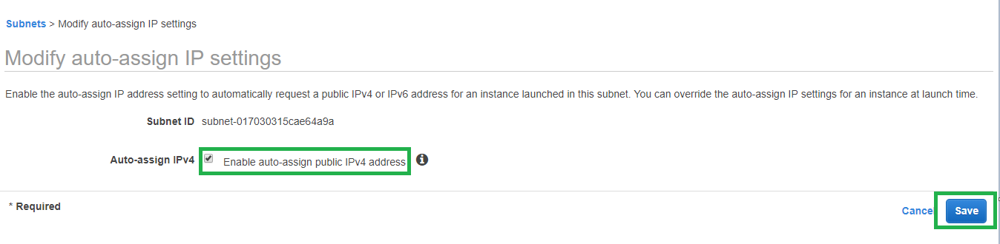 Subnets > Modify auto-assign IP settings
Modify auto-assign IP settings
Enable the auto-assign IP address setting to automatically request a public IPv4 or IPv6 address for an instance launched in this subnet. You can override the auto-assign IP settings for an instance at launch time.
Subnet ID subnet-017030315cae64a9a
Auto-assign IPv4 Enable auto-assign public IPv4 address
* Required
Cancel Save